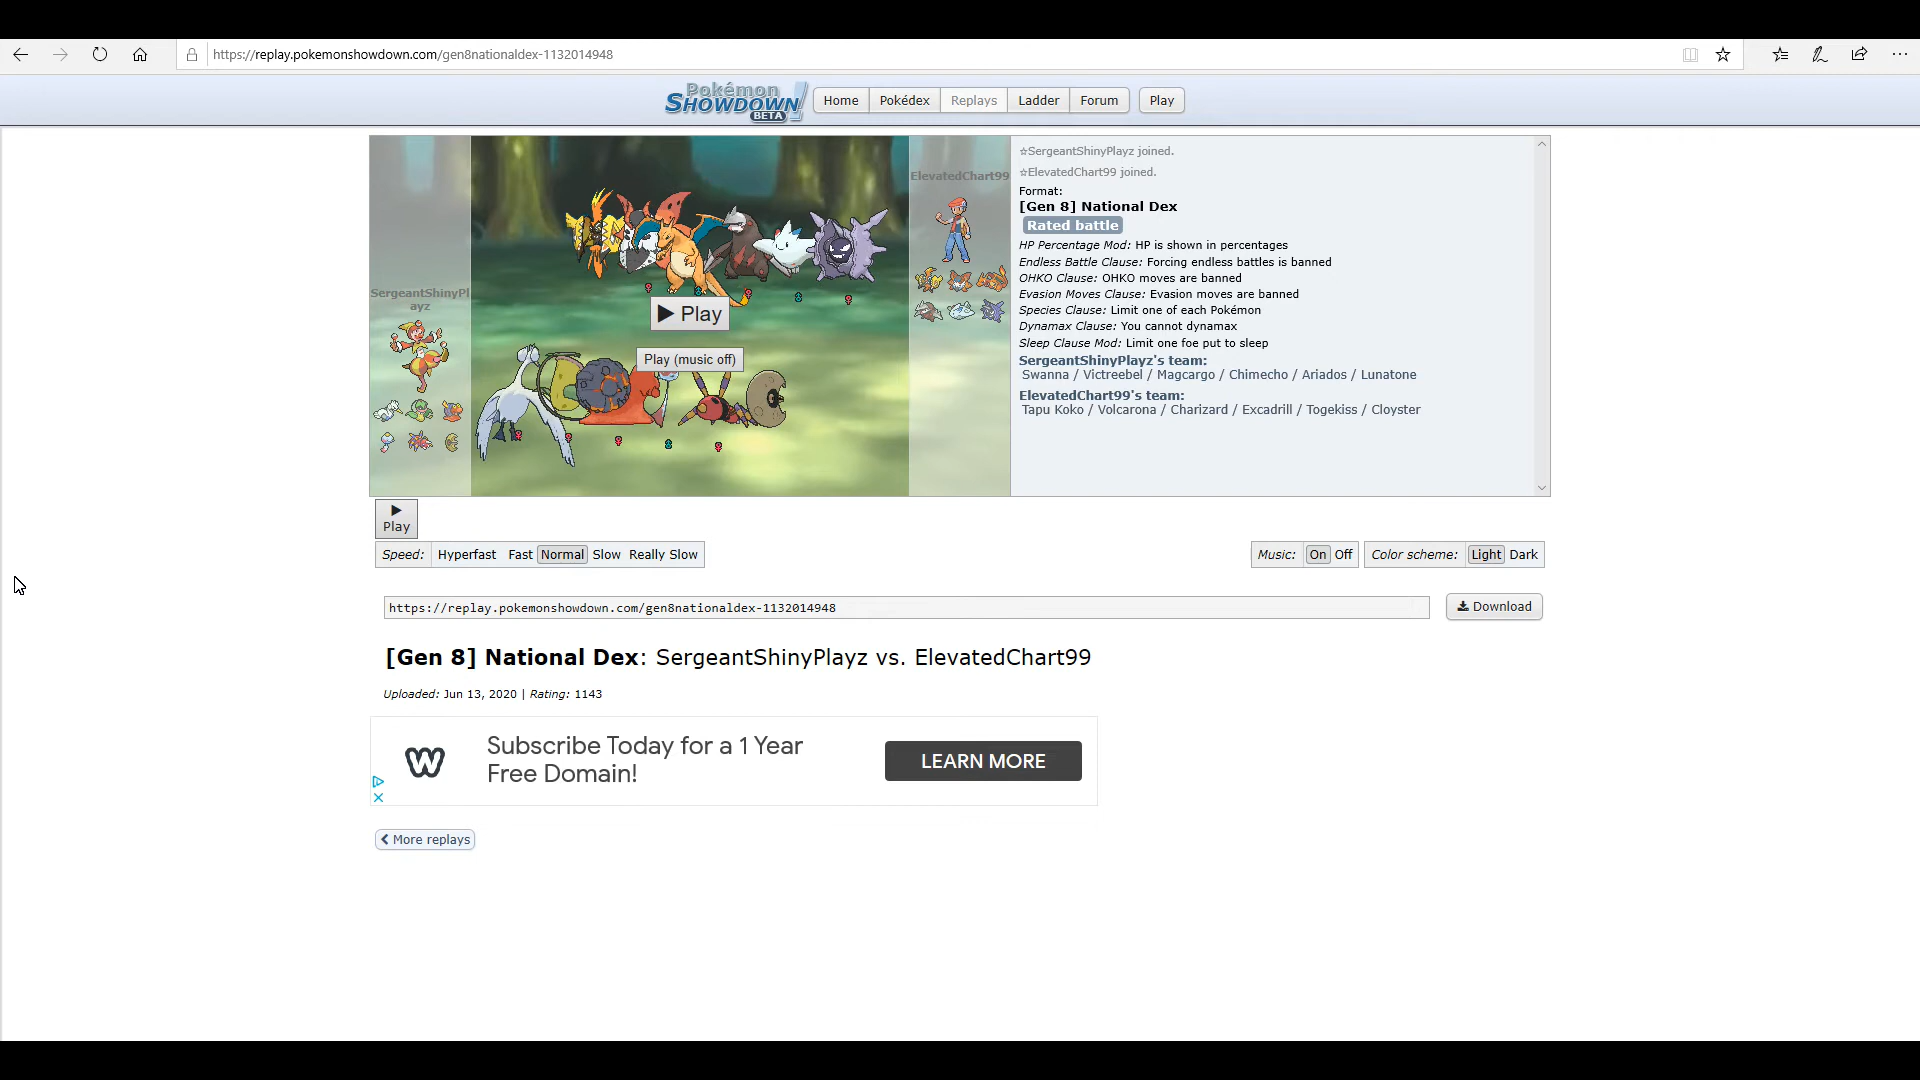 https://replay.pokemonshowdown.com/gen8nationaldex-1132014948
Pokémon
SHOWDOWN!
BETA
Home Pokédex Replays Ladder Forum Play
SergeantShinyPl
ayz
ElevatedChart99
▶ Play
Play (music off)
☆SergeantShinyPlayz joined.
☆ElevatedChart99 joined.
Format:
[Gen 8] National Dex
Rated battle
HP Percentage Mod: HP is shown in percentages
Endless Battle Clause: Forcing endless battles is banned
OHKO Clause: OHKO moves are banned
Evasion Moves Clause: Evasion moves are banned
Species Clause: Limit one of each Pokémon
Dynamax Clause: You cannot dynamax
Sleep Clause Mod: Limit one foe put to sleep
SergeantShinyPlayz's team:
Swanna / Victreebel / Magcargo / Chimecho / Ariados / Lunatone
ElevatedChart99's team:
Tapu Koko / Volcarona / Charizard / Excadrill / Togekiss / Cloyster
▶
Play
Speed: Hyperfast Fast Normal Slow Really Slow
Music: On Off
Color scheme: Light Dark
https://replay.pokemonshowdown.com/gen8nationaldex-1132014948
Download
[Gen 8] National Dex: SergeantShinyPlayz vs. ElevatedChart99
Uploaded: Jun 13, 2020 | Rating: 1143
W
Subscribe Today for a 1 Year
Free Domain!
LEARN MORE
More replays